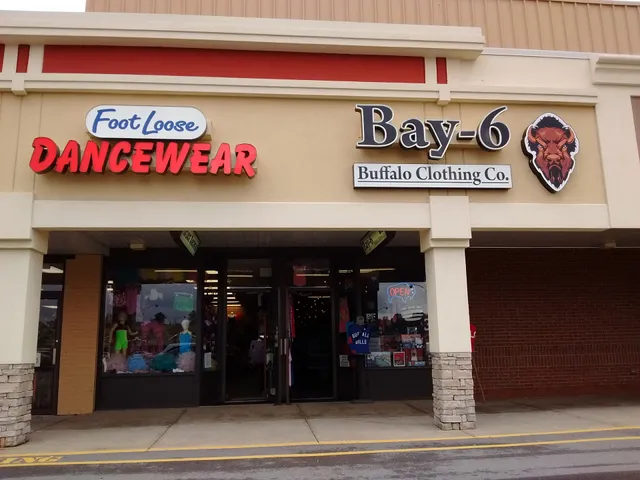 Foot Loose
DANCEWEAR
Bay-6
Buffalo Clothing Co.
OPEN